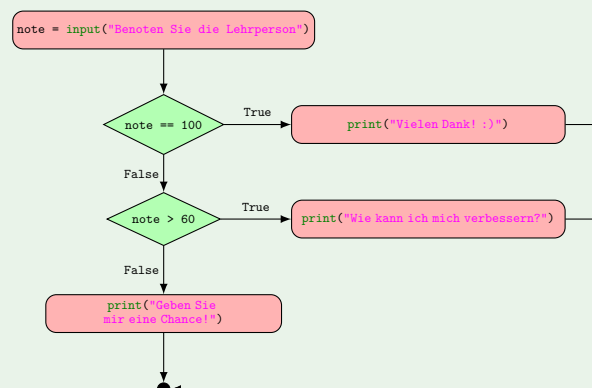 note = input("Benoten Sie die Lehrperson")
note == 100
True
print("Vielen Dank! :)")
False
note > 60
True
print("Wie kann ich mich verbessern?")
False
print("Geben Sie
mir eine Chance!")